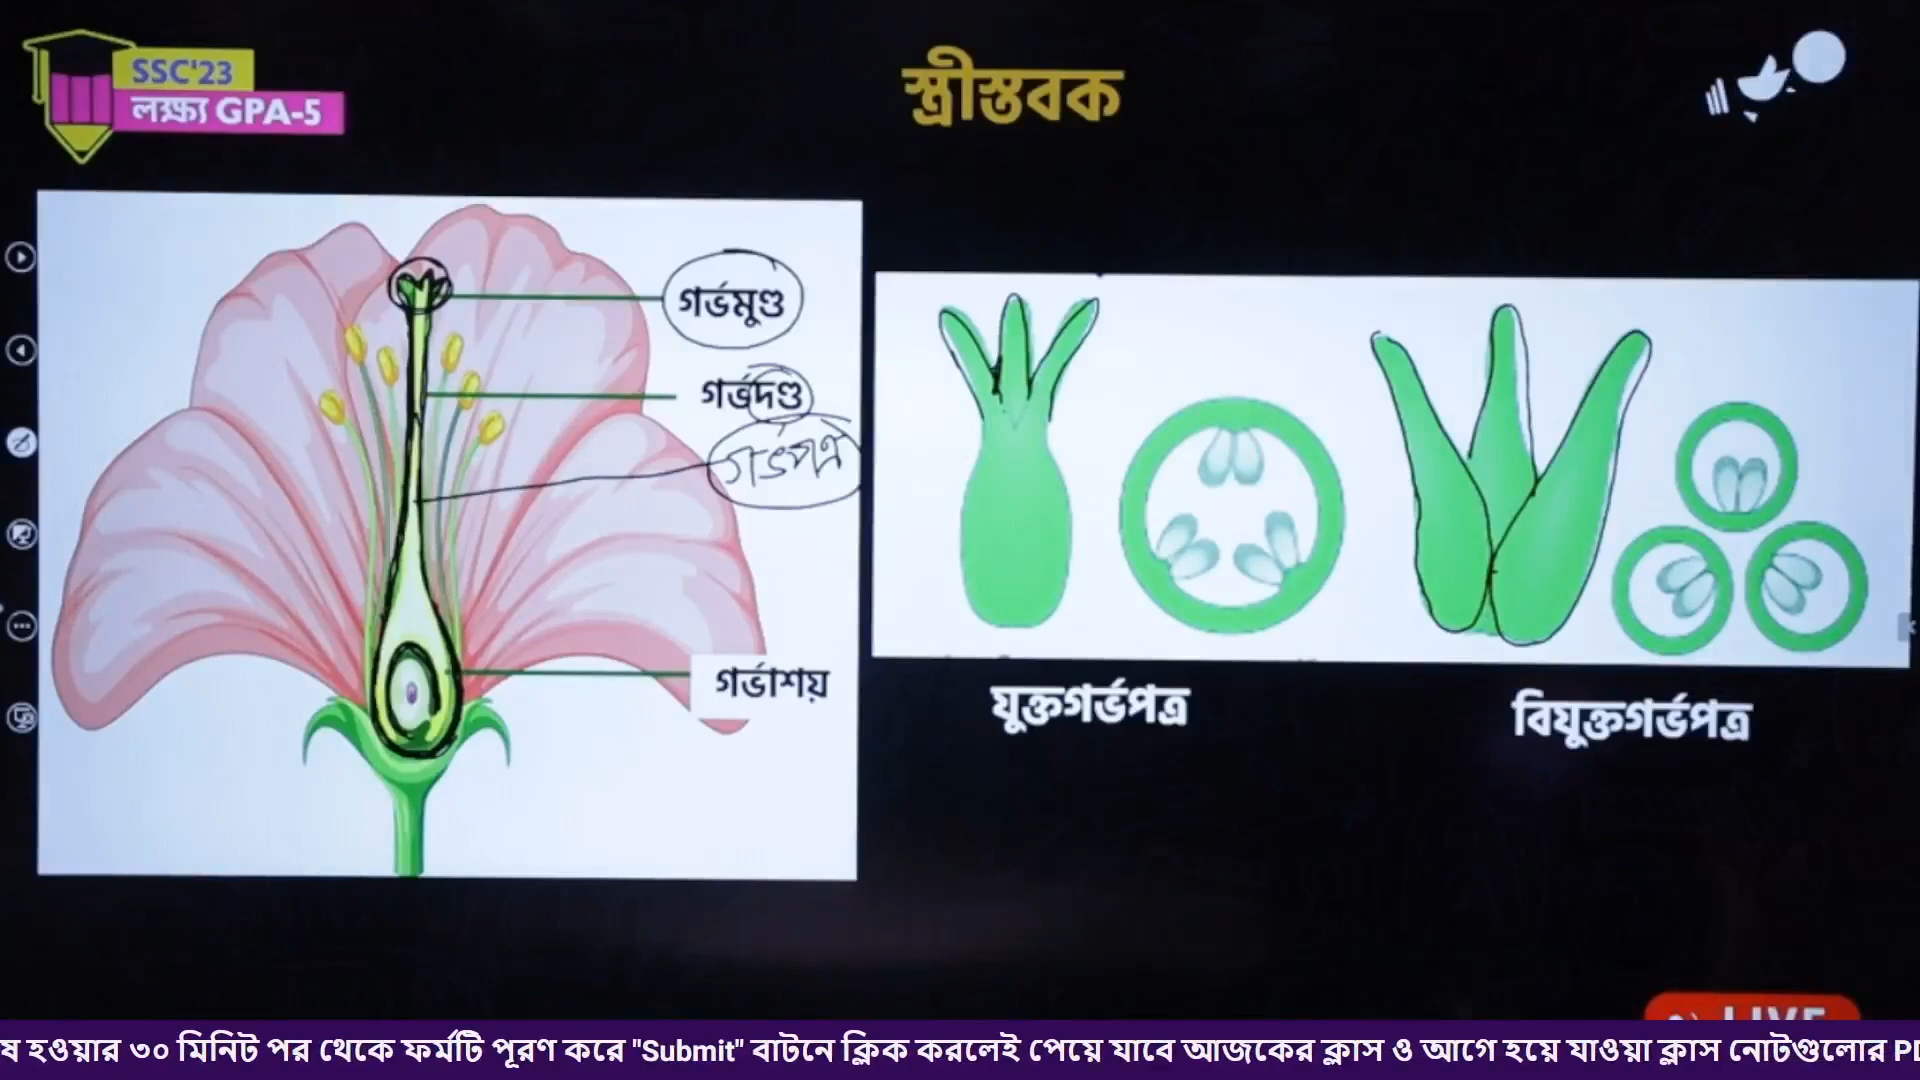 SSC'23
লক্ষ্য GPA-5
স্ত্রীস্তবক
গর্ভমুণ্ড
গর্ভদণ্ড
গর্ভপত্র
গর্ভাশয়
যুক্তগর্ভপত্র
বিযুক্তগর্ভপত্র
LIVE
ষ হওয়ার ৩০ মিনিট পর থেকে ফর্মটি পূরণ করে "Submit" বাটনে ক্লিক করলেই পেয়ে যাবে আজকের ক্লাস ও আগে হয়ে যাওয়া ক্লাস নোটগুলোর PD